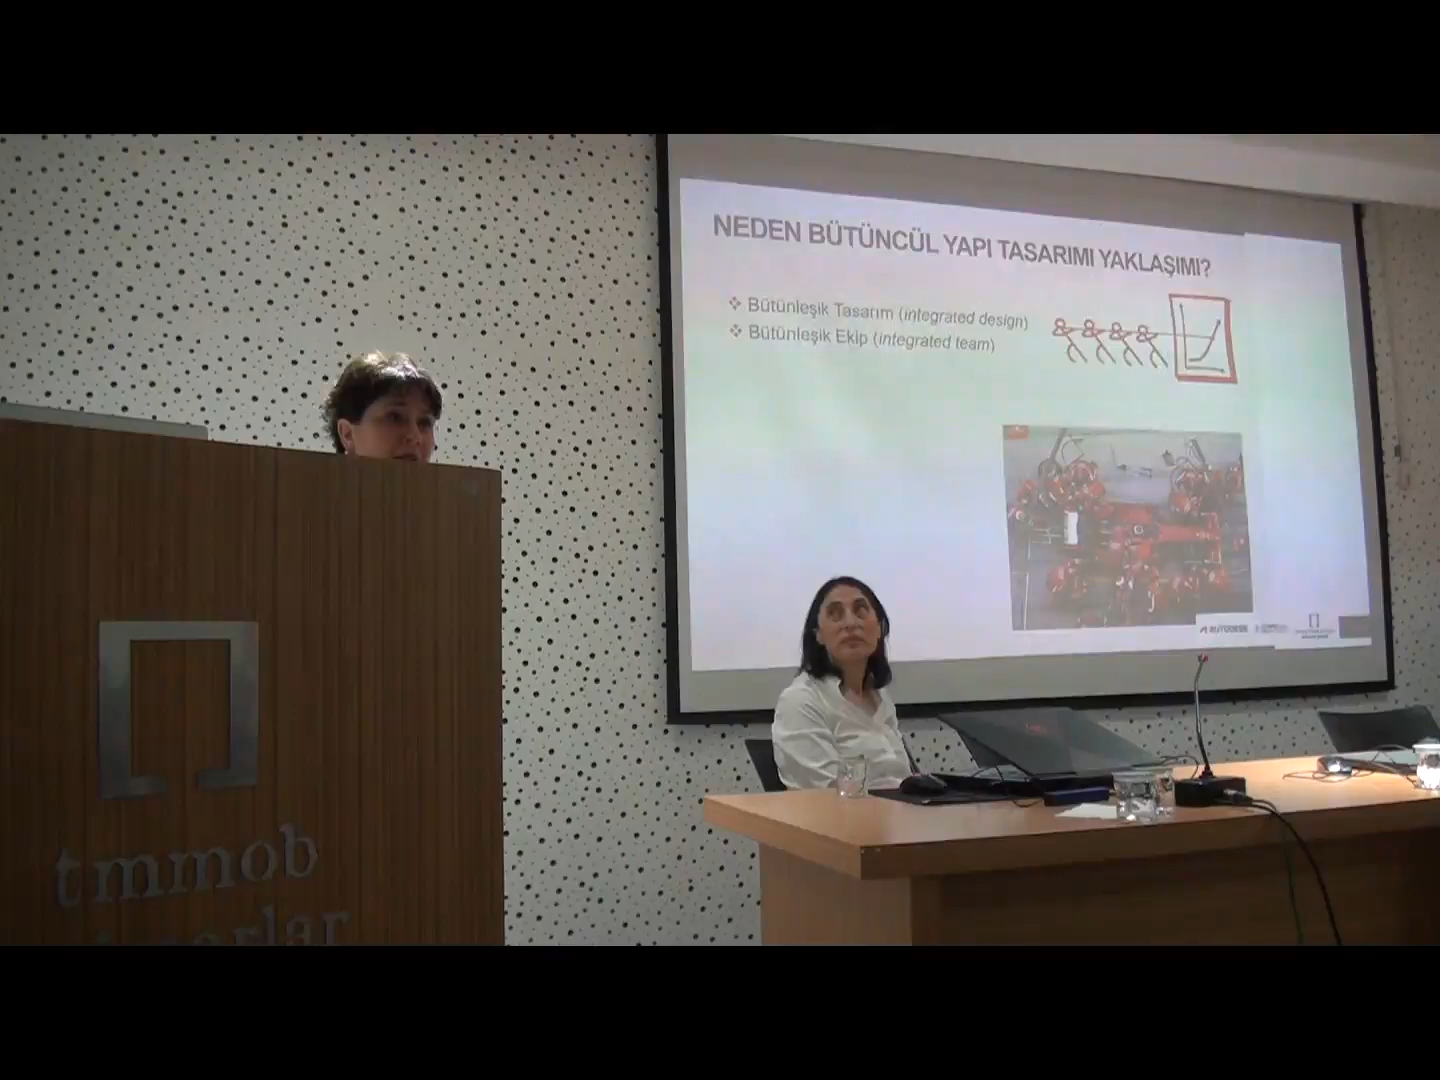 NEDEN BÜTÜNCÜL YAPI TASARIMI YAKLAŞIMI?
❖ Bütünleşik Tasarım (integrated design)
❖ Bütünleşik Ekip (integrated team)
AUTODESK
tmmob